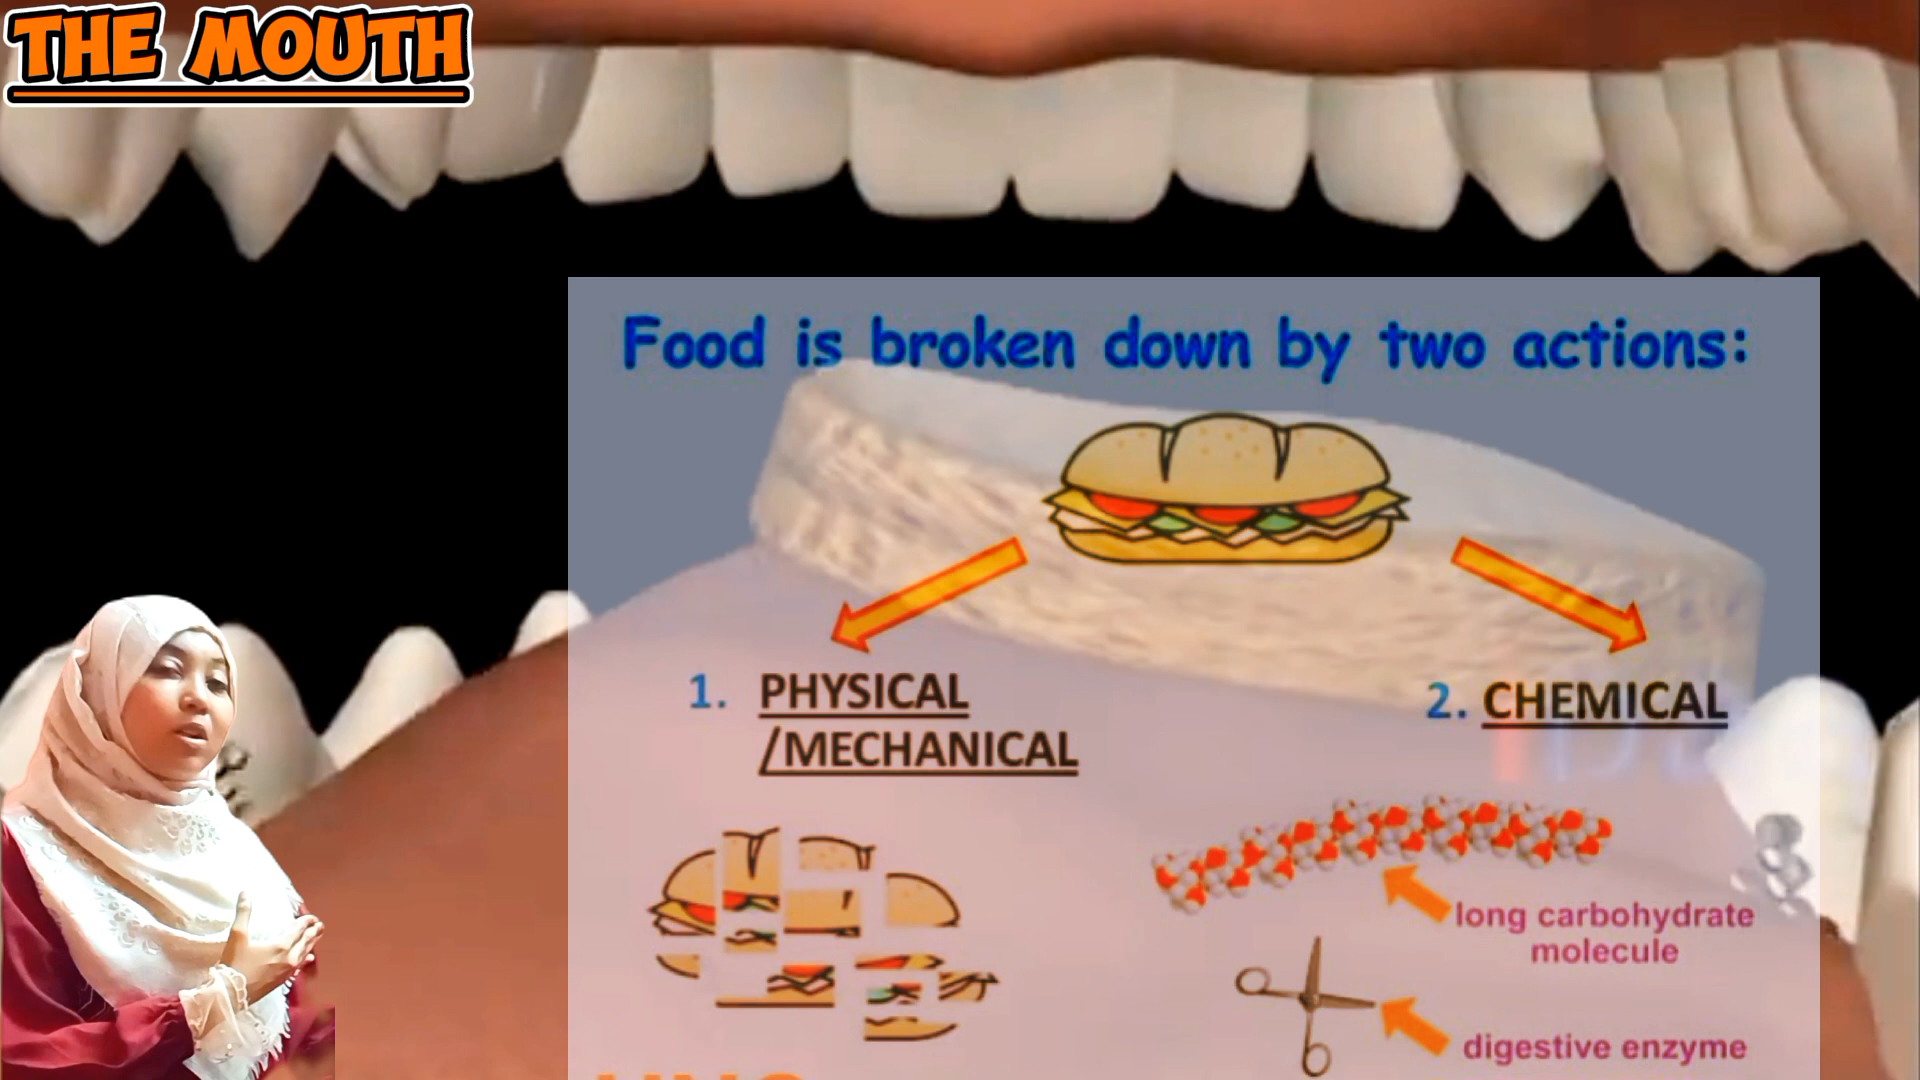 THE MOUTH
Food is broken down by two actions:
1. PHYSICAL
/MECHANICAL
2. CHEMICAL
long carbohydrate
molecule
digestive enzyme